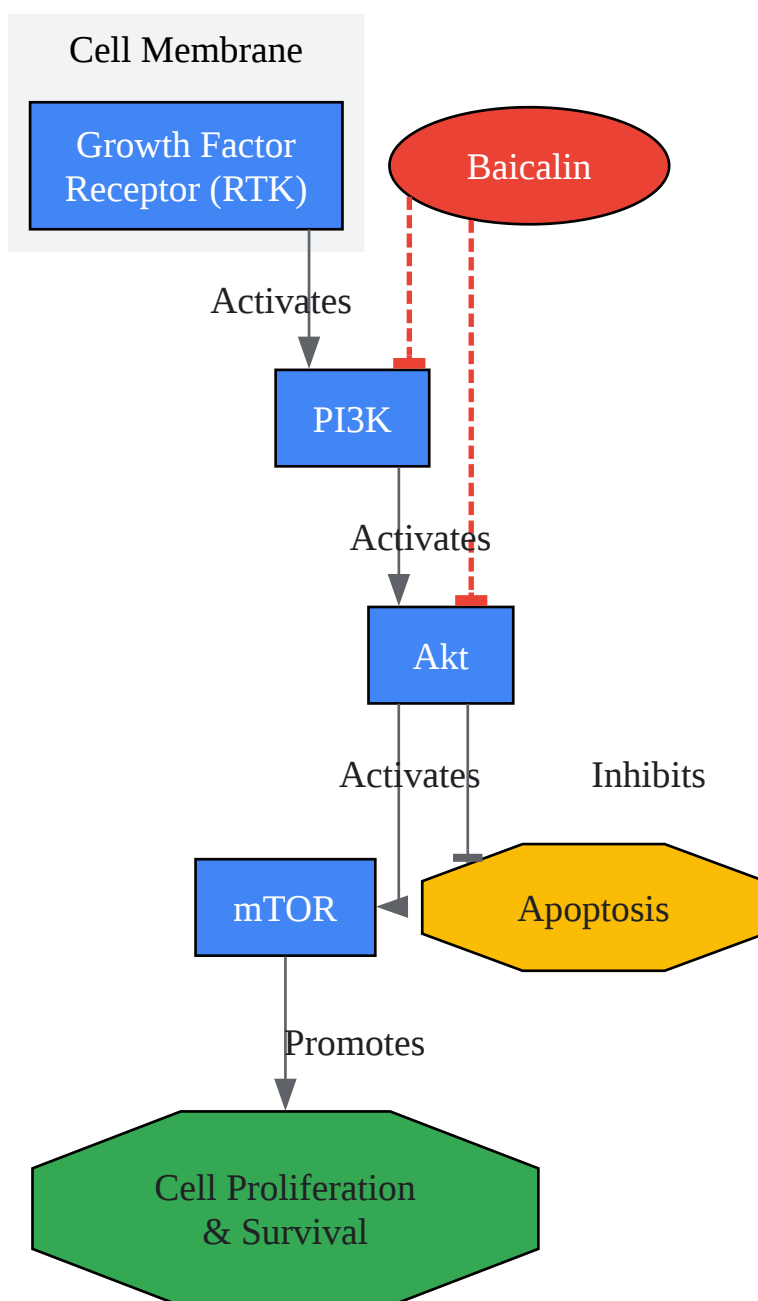 Cell Membrane
Growth Factor
Receptor (RTK)
Baicalin
Activates
PI3K
Activates
Akt
Activates
Inhibits
mTOR
Apoptosis
Promotes
Cell Proliferation
& Survival